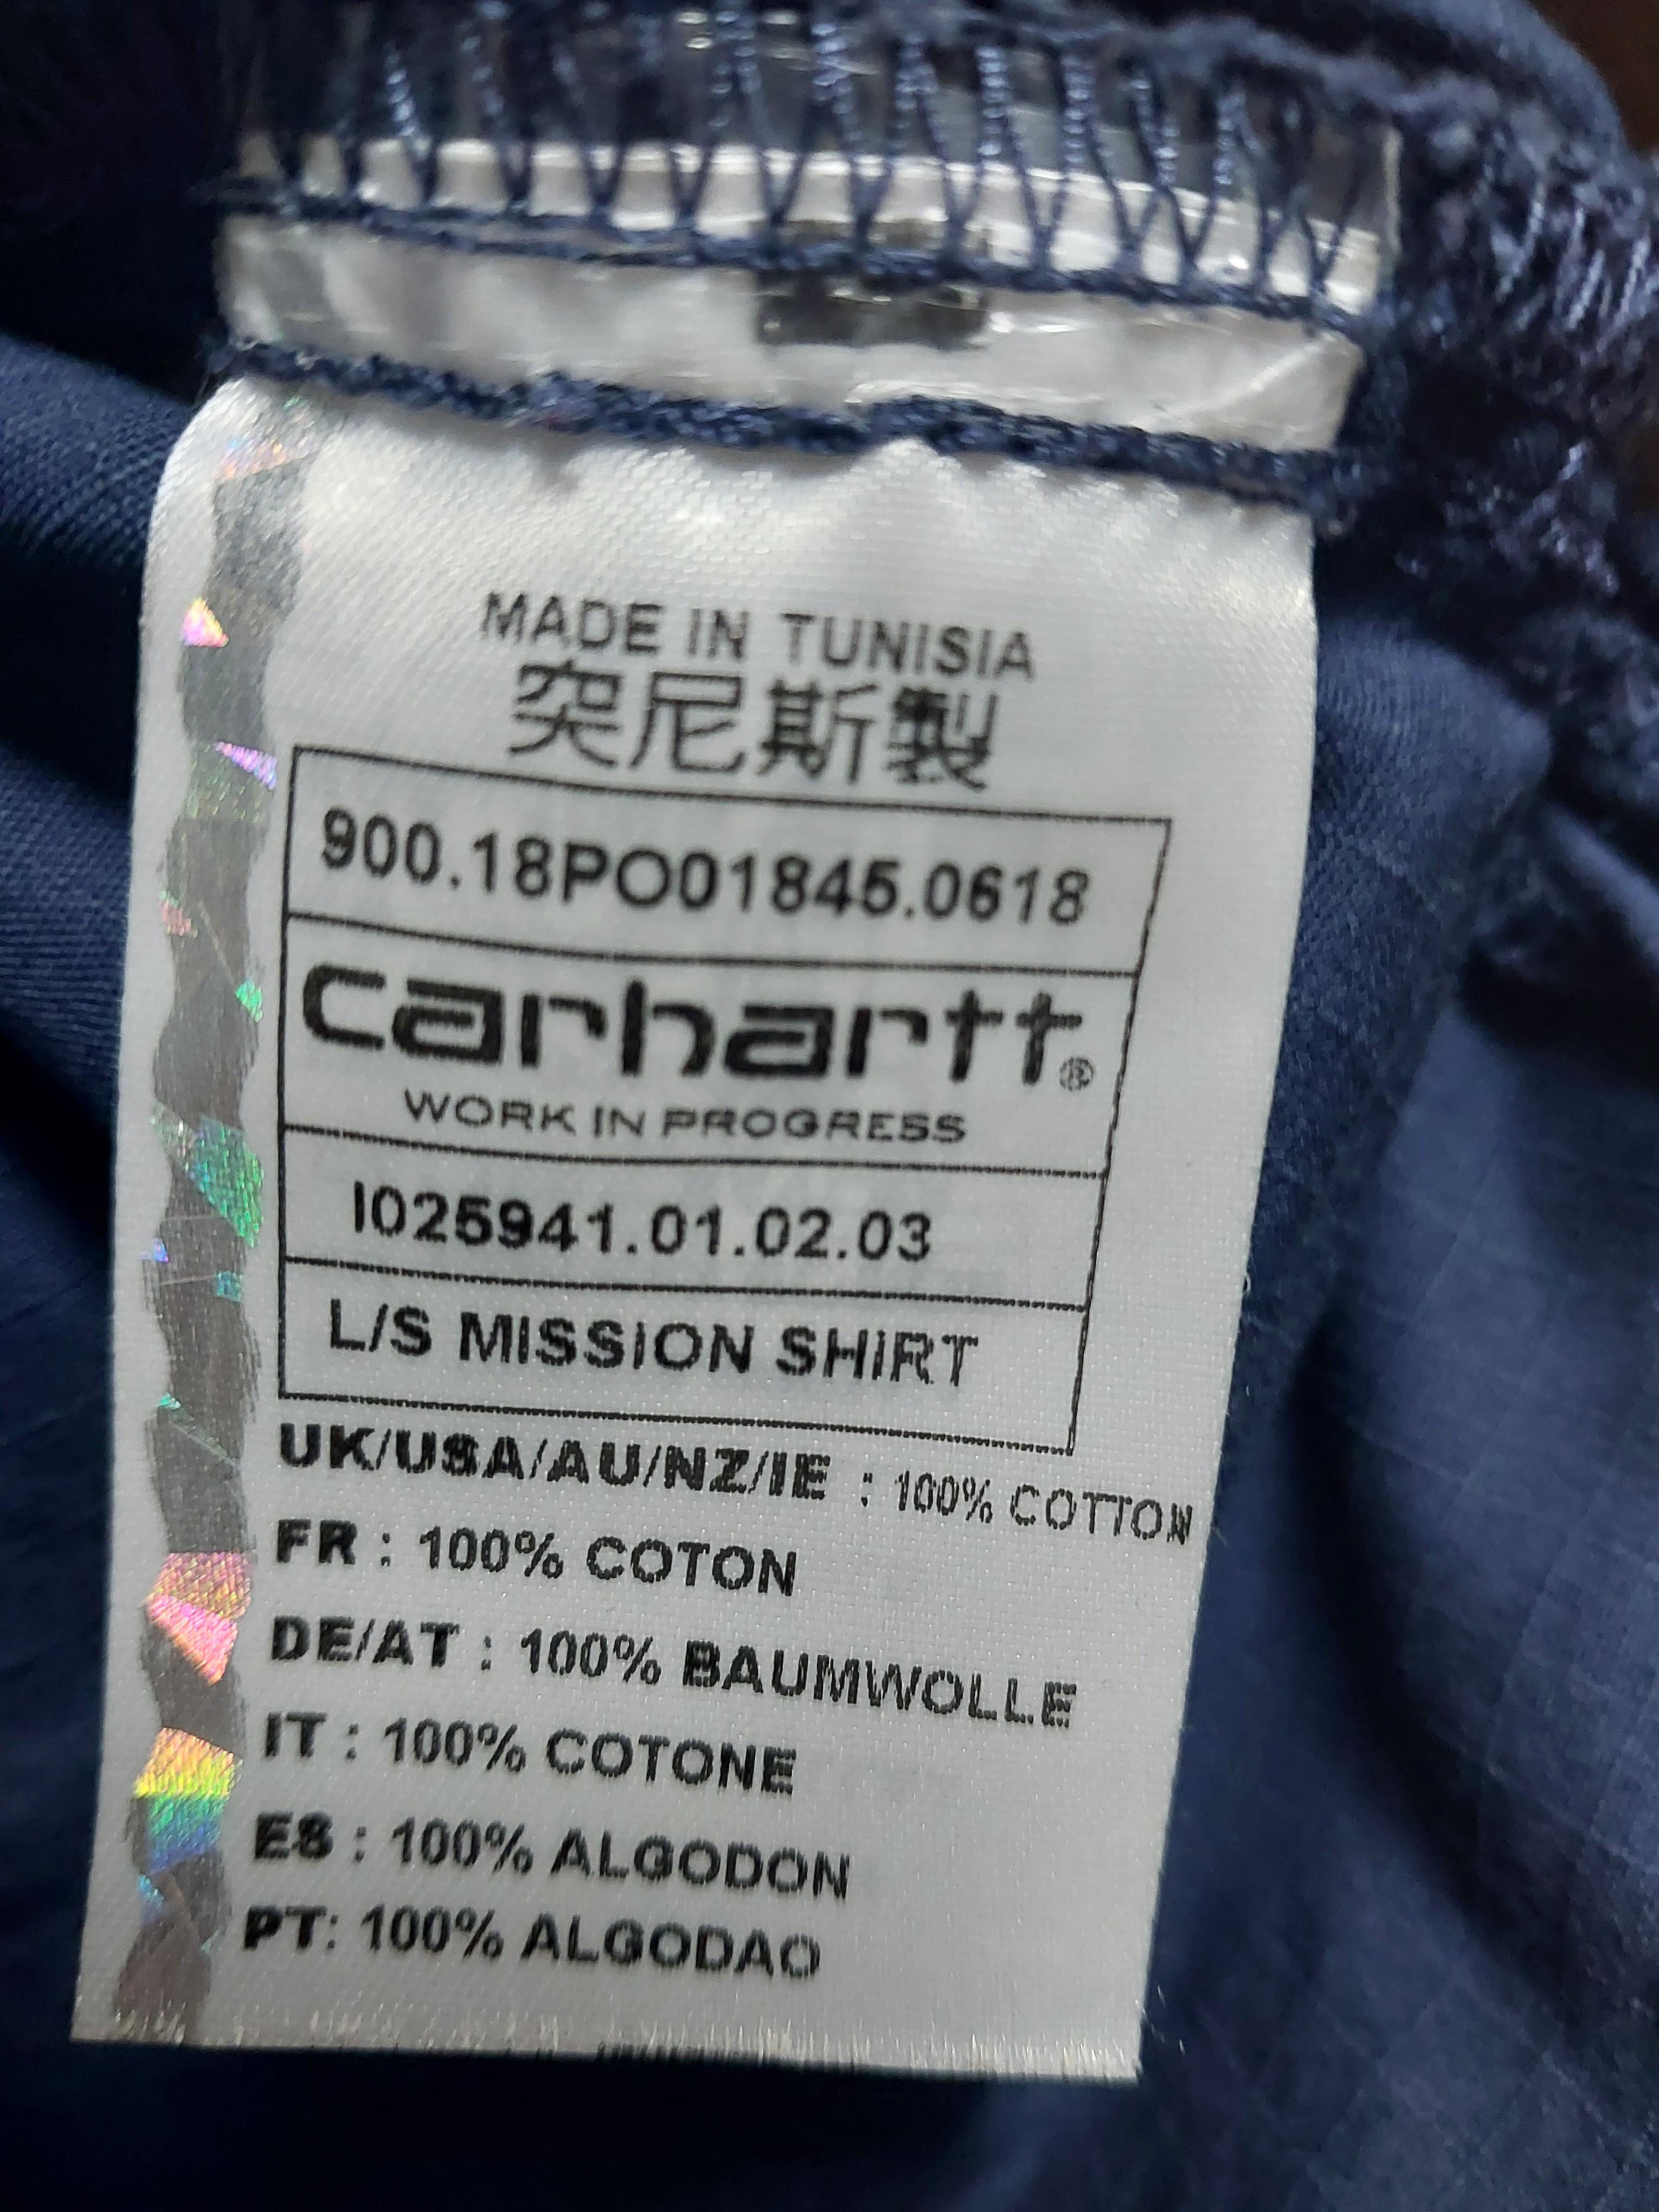 MADE IN TUNISIA
突尼斯製
900.18PO01845.0618
carhartt®
WORK IN PROGRESS
I025941.01.02.03
L/S MISSION SHIRT
UK/USA/AU/NZ/IE : 100% COTTON
FR : 100% COTON
DE/AT : 100% BAUMWOLLE
IT : 100% COTONE
ES : 100% ALGODON
PT: 100% ALGODAO